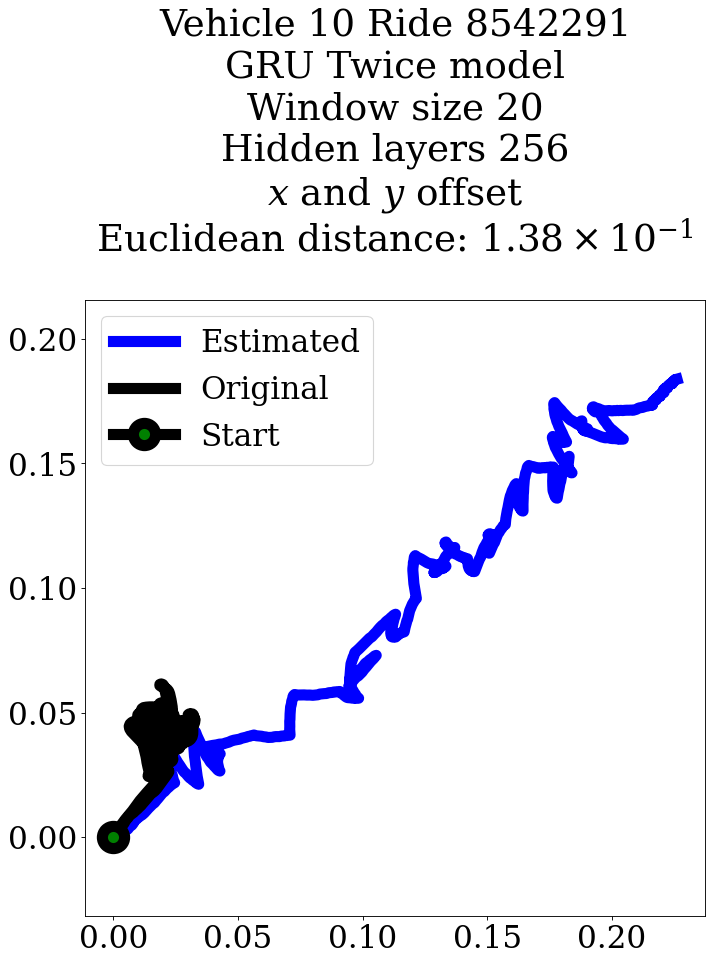 Vehicle 10 Ride 8542291
GRU Twice model
Window size 20
Hidden layers 256
x and y offset
Euclidean distance: 1.38 × 10⁻¹
0.20
Estimated
Original
Start
0.15
0.10
0.05
0.00
0.00 0.05 0.10 0.15 0.20